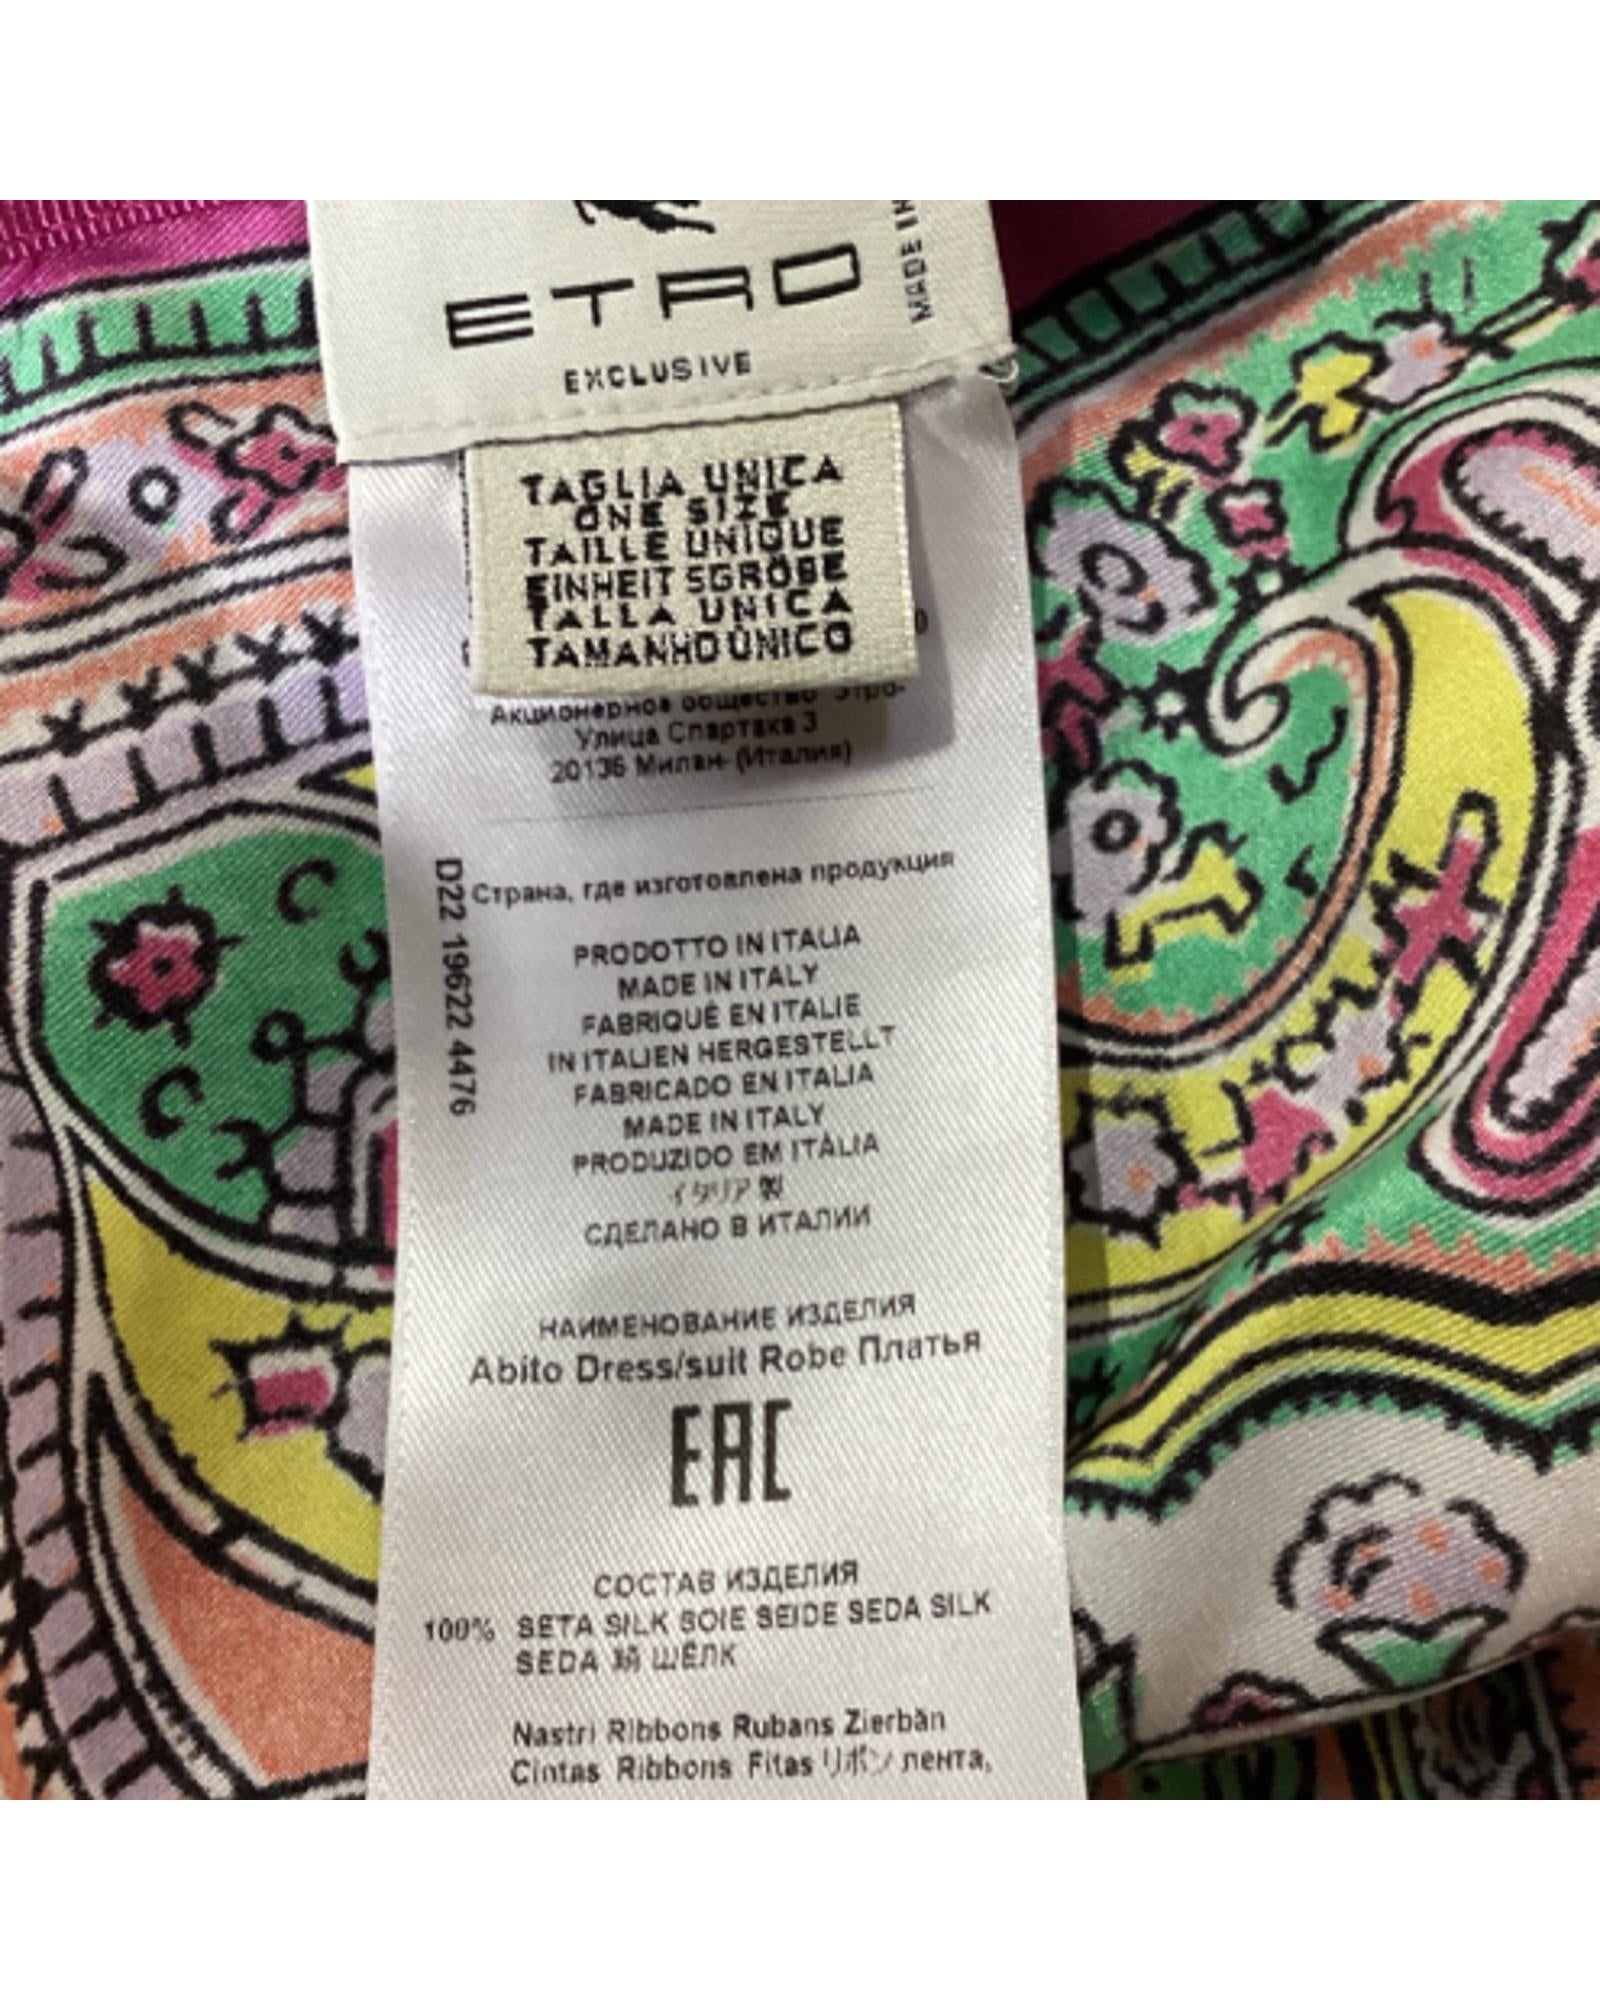 ETRO
MADE IN
EXCLUSIVE
TAGLIA UNICA
ONE SIZE
TAILLE UNIQUE
EINHEITSGRÖBE
TALLA UNICA
TAMANHO ÚNICO
Акционерное общество Этро-
Улица Спартака 3
20136 Милан- (Италия)
D22 19622 4476
Страна, где изготовлена продукция
PRODOTTO IN ITALIA
MADE IN ITALY
FABRIQUÉ EN ITALIE
IN ITALIEN HERGESTELLT
FABRICADO EN ITALIA
MADE IN ITALY
PRODUZIDO EM ITÁLIA
イタリア製
СДЕЛАНО В ИТАЛИИ
НАИМЕНОВАНИЕ ИЗДЕЛИЯ
Abito Dress/suit Robe Платья
EAC
СОСТАВ ИЗДЕЛИЯ
100% SETA SILK SOIE SEIDE SEDA SILK
SEDA 絹 ШЁЛК
Nastri Ribbons Rubans Zierbän
Cintas Ribbons Fitas リボン лента,